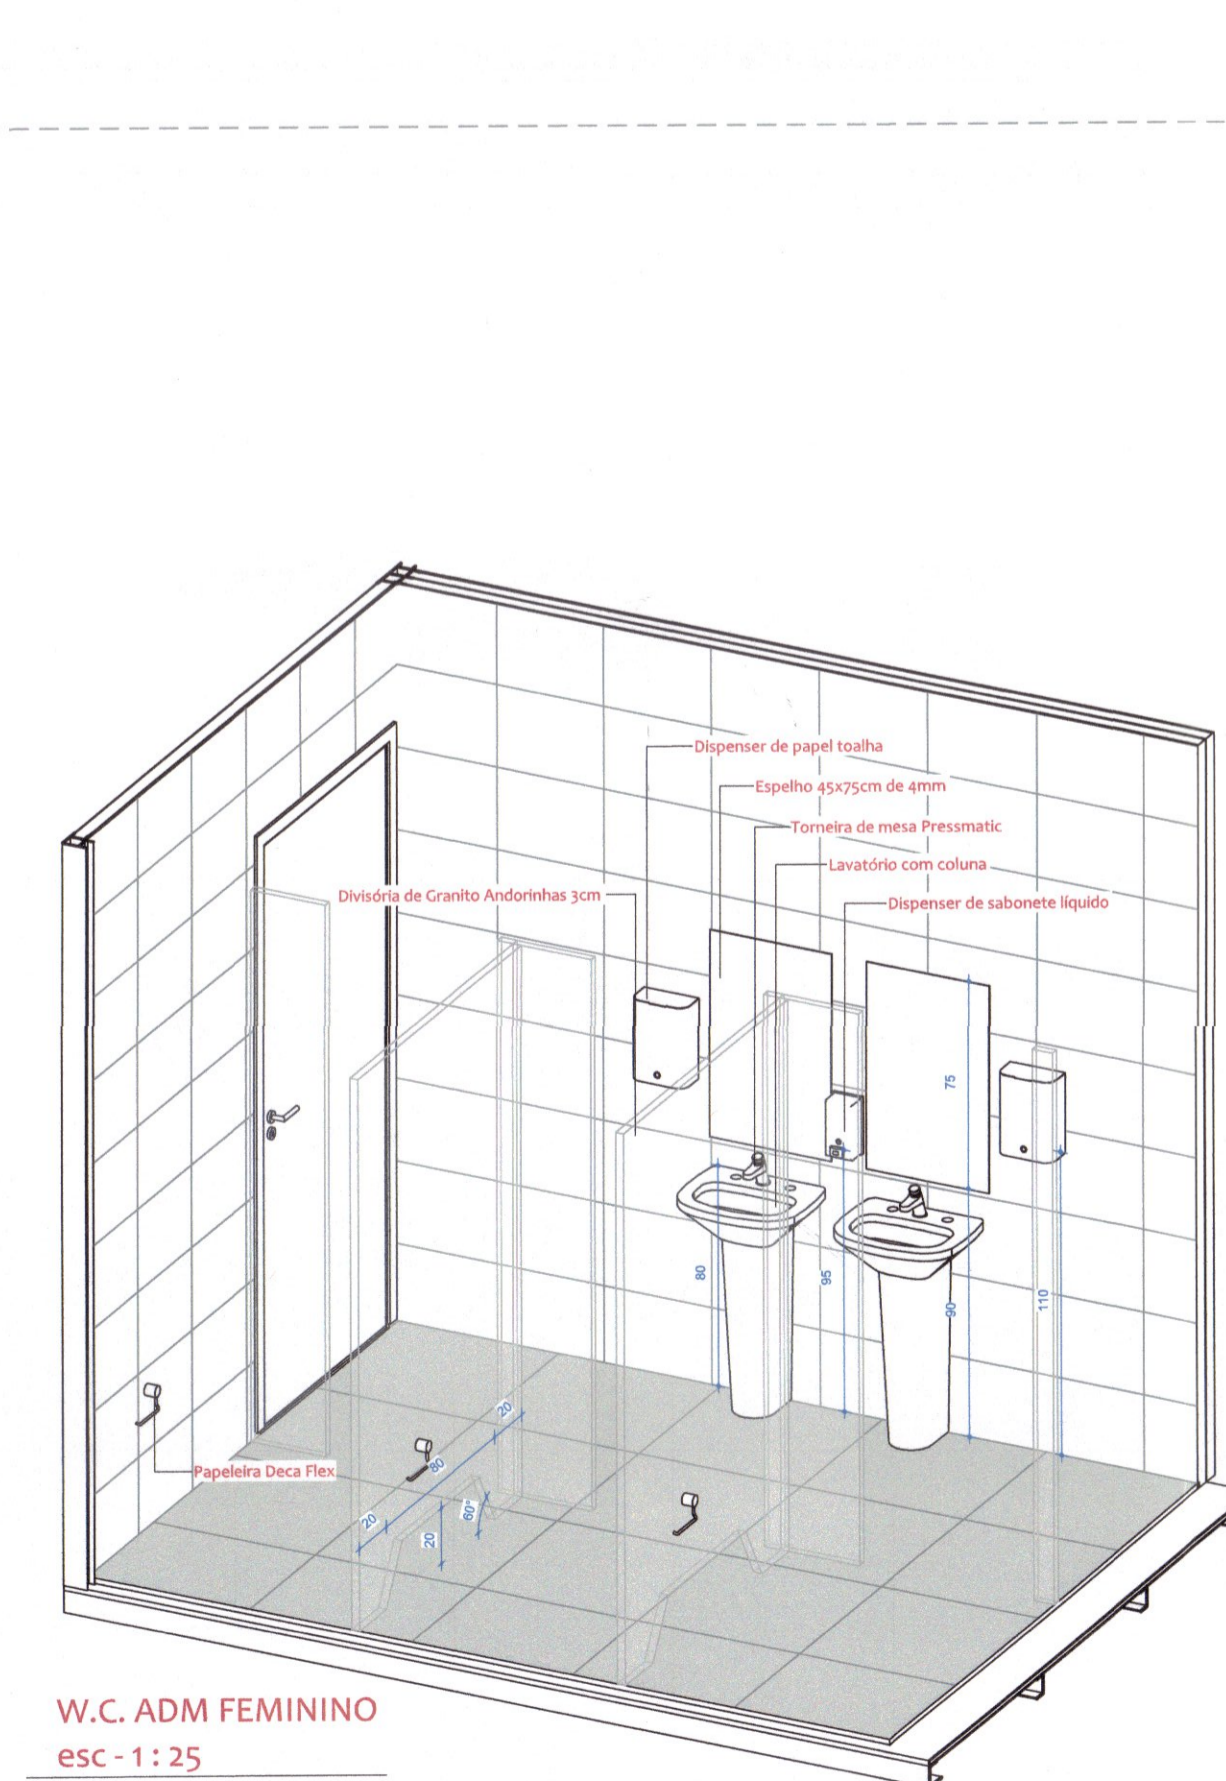 Dispenser de papel toalha
Espelho 45x75cm de 4mm
Torneira de mesa Pressmatic
Lavatório com coluna
Divisória de Granito Andorinhas 3cm
Dispenser de sabonete líquido
75
80
95
90
110
20
80
20
60°
20
Papeleira Deca Flex
W.C. ADM FEMININO
esc - 1 : 25